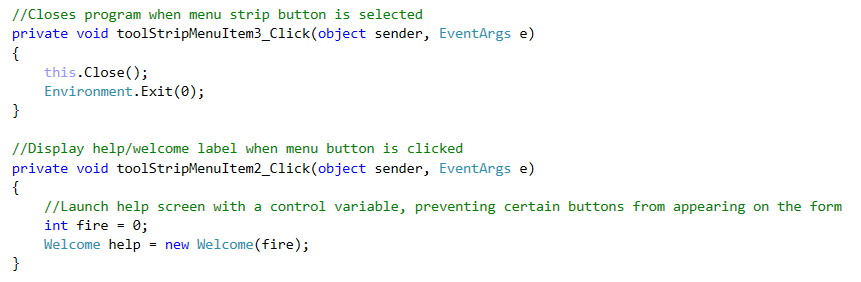 //Closes program when menu strip button is selected
private void toolStripMenuItem3_Click(object sender, EventArgs e)
{
    this.Close();
    Environment.Exit(0);
}

//Display help/welcome label when menu button is clicked
private void toolStripMenuItem2_Click(object sender, EventArgs e)
{
    //Launch help screen with a control variable, preventing certain buttons from appearing on the form
    int fire = 0;
    Welcome help = new Welcome(fire);
}